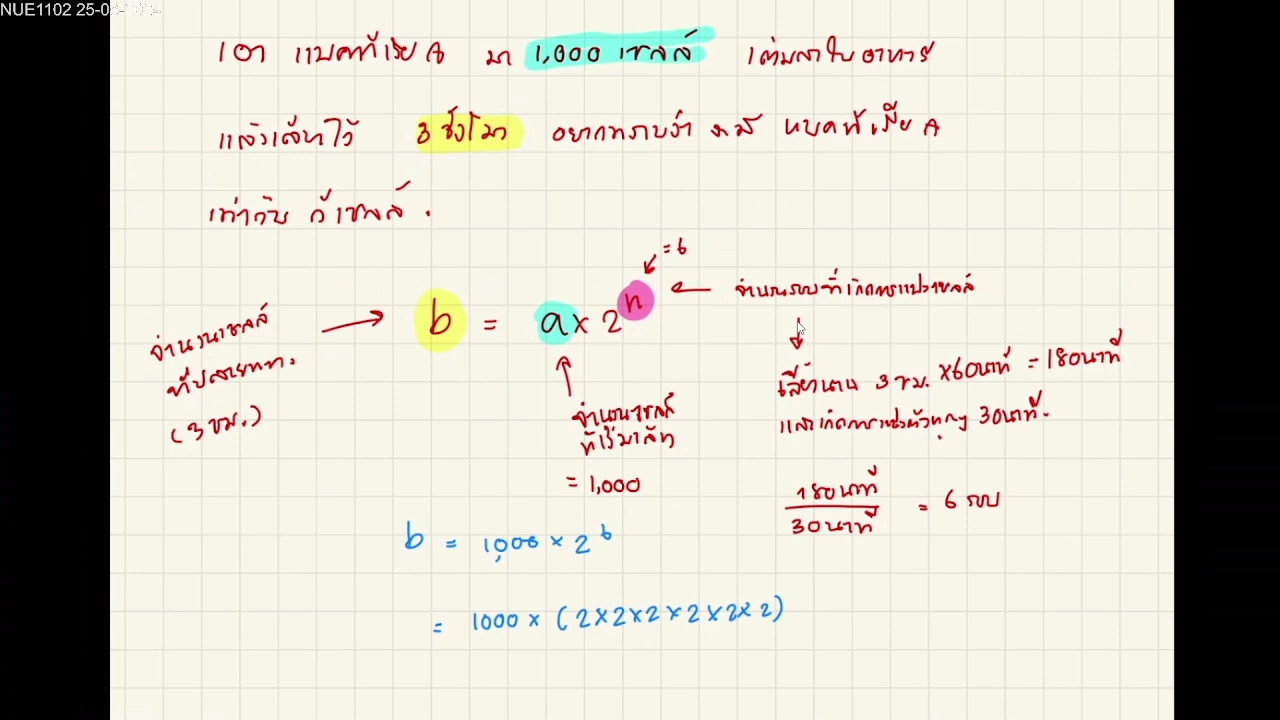 NUE1102 25-0
เอา แบคทีเรีย A มา 1,000 เซลล์ เติมลงในอาหาร
แล้วเลี้ยงไว้ 3 ชั่วโมง อยากทราบว่า จะมี แบคทีเรีย A
เท่ากับ กี่เซลล์.
= 6
b = a x 2ⁿ
← จำนวนรอบที่เกิดการแบ่งเซลล์
จำนวนเซลล์
ที่ปลายทาง.
(3 ชม.)
จำนวนเซลล์
ที่เริ่มต้น
= 1,000
เลี้ยงนาน 3 ชม. x 60 นาที = 180 นาที
และเกิดการแบ่งตัวทุกๆ 30 นาที.
180 นาที
30 นาที
= 6 รอบ
b = 1,000 x 2⁶
= 1000 x (2 x 2 x 2 x 2 x 2 x 2)